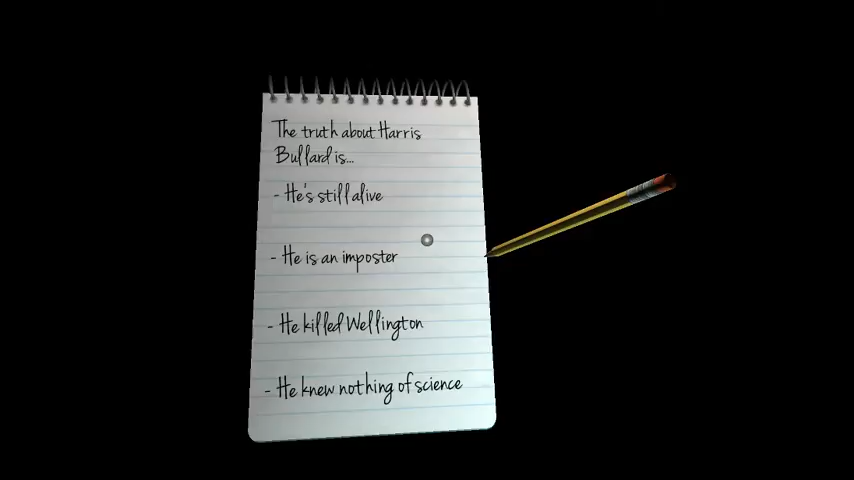 The truth about Harris
Bullard is...
- He's still alive
- He is an imposter
- He killed Wellington
- He knew nothing of science